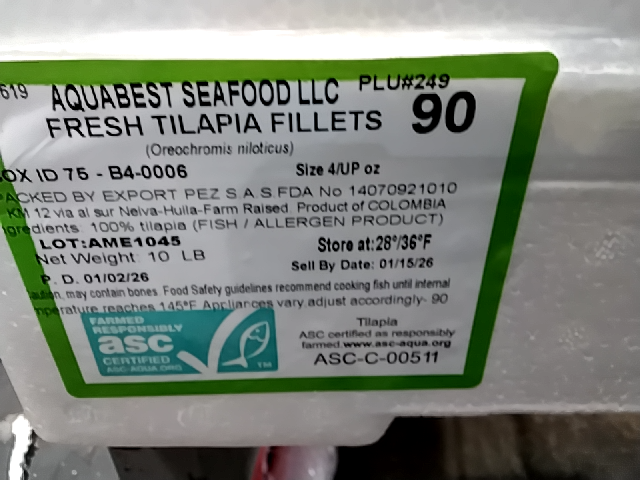 619 AQUABEST SEAFOOD LLC PLU#249
FRESH TILAPIA FILLETS 90
(Oreochromis niloticus)
OX ID 75 - B4-0006 Size 4/UP oz
PACKED BY EXPORT PEZ S A S.FDA No 14070921010
KM 12 via al sur Neiva-Huila-Farm Raised. Product of COLOMBIA
ngredients: 100% tilapia (FISH / ALLERGEN PRODUCT)
LOT:AME1045 Store at:28°/36°F
Net Weight: 10 LB
Sell By Date: 01/15/26
P. D. 01/02/26
aution, may contain bones. Food Safety guidelines recommend cooking fish until internal
mperature reaches 145°F Appliances vary, adjust accordingly- 90
FARMED
RESPONSIBLY
asc
CERTIFIED
ASC-AQUA.ORG
TM
Tilapia
ASC certified as responsibly
farmed.www.asc-aqua.org
ASC-C-00511